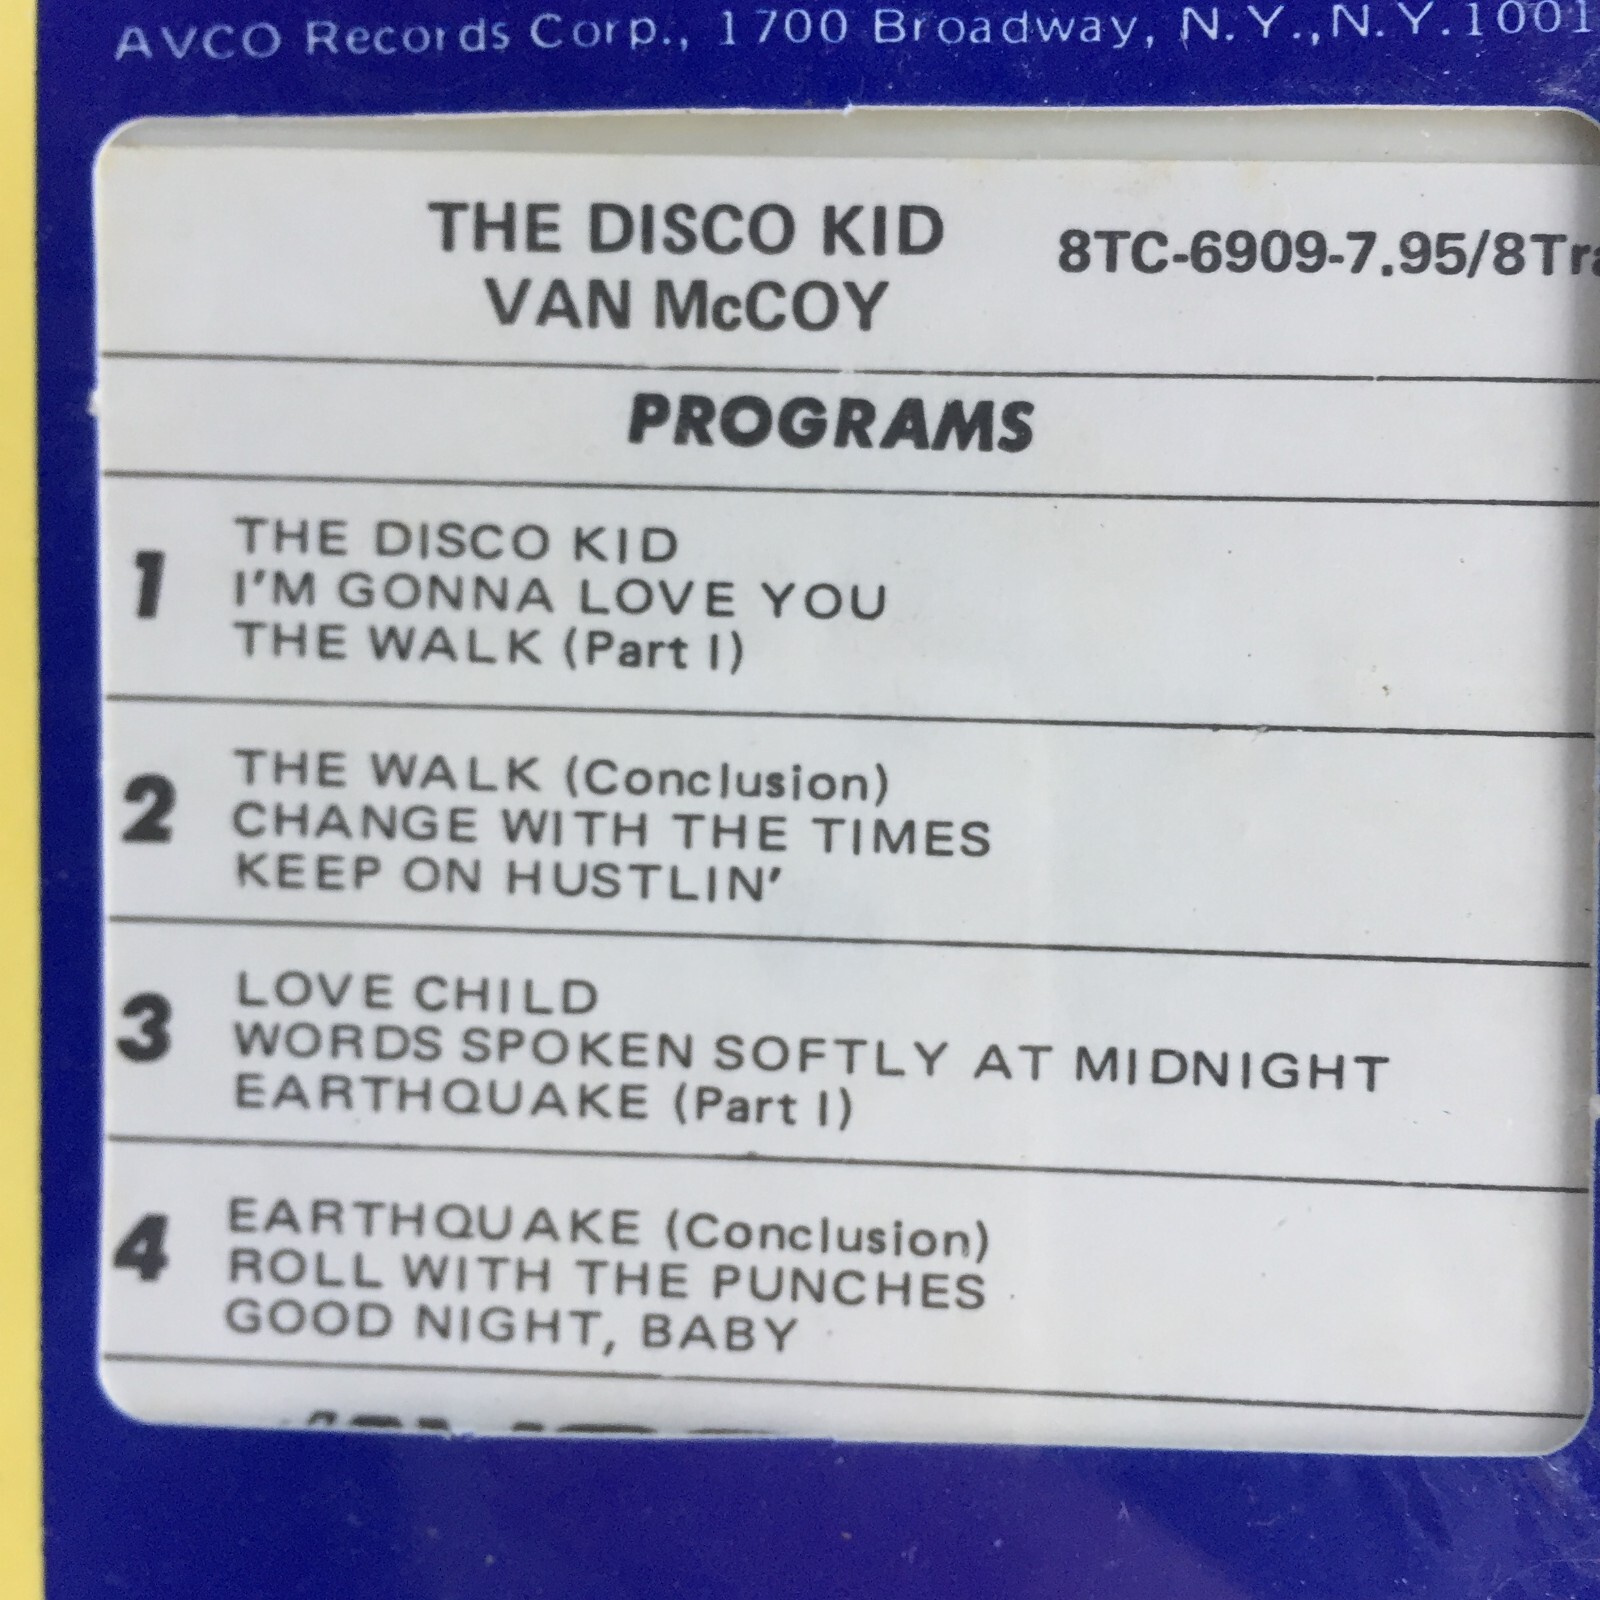 AVCO Records Corp., 1700 Broadway, N.Y., N.Y. 1001
THE DISCO KID
VAN McCOY
8TC-6909-7.95/8Tra
PROGRAMS
1
THE DISCO KID
I'M GONNA LOVE YOU
THE WALK (Part I)
2
THE WALK (Conclusion)
CHANGE WITH THE TIMES
KEEP ON HUSTLIN'
3
LOVE CHILD
WORDS SPOKEN SOFTLY AT MIDNIGHT
EARTHQUAKE (Part I)
4
EARTHQUAKE (Conclusion)
ROLL WITH THE PUNCHES
GOOD NIGHT, BABY